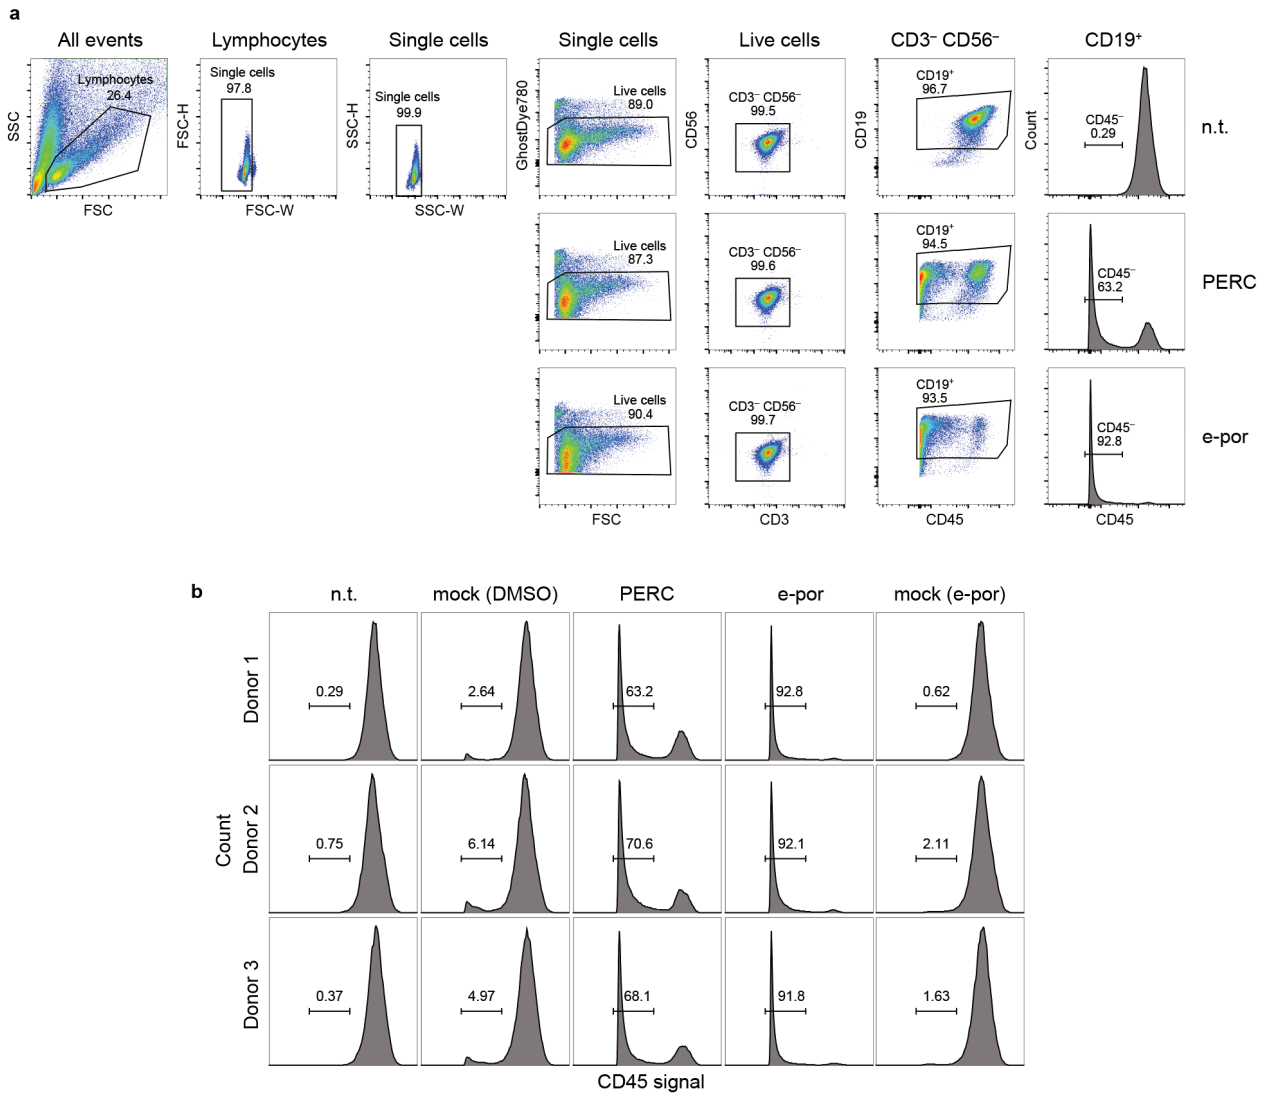 a
All events
Lymphocytes
Single cells
Single cells
Live cells
CD3⁻ CD56⁻
CD19⁺
SSC
Lymphocytes
26.4
FSC
FSC-H
Single cells
97.8
FSC-W
SSC-H
Single cells
99.9
SSC-W
GhostDye780
Live cells
89.0
CD56
CD3⁻ CD56⁻
99.5
CD19
CD19⁺
96.7
Count
CD45⁻
0.29
n.t.
Live cells
87.3
CD3⁻ CD56⁻
99.6
CD19⁺
94.5
CD45⁻
63.2
PERC
Live cells
90.4
CD3⁻ CD56⁻
99.7
CD19⁺
93.5
CD45⁻
92.8
e-por
FSC
CD3
CD45
CD45
b
n.t.
mock (DMSO)
PERC
e-por
mock (e-por)
Count
Donor 1
0.29
2.64
63.2
92.8
0.62
Donor 2
0.75
6.14
70.6
92.1
2.11
Donor 3
0.37
4.97
68.1
91.8
1.63
CD45 signal